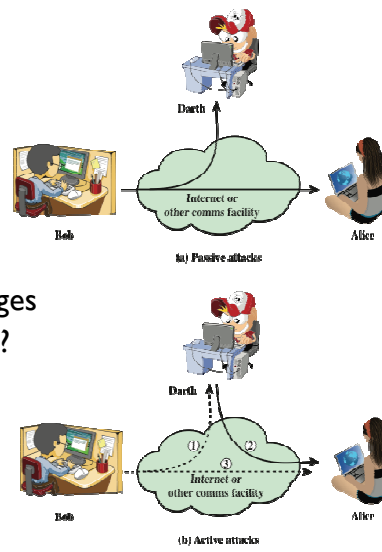 Darth
Internet or
other comms facility
Bob
Alice
(a) Passive attacks
ges
?
Darth
①
②
③
Internet or
other comms facility
Bob
Alice
(b) Active attacks